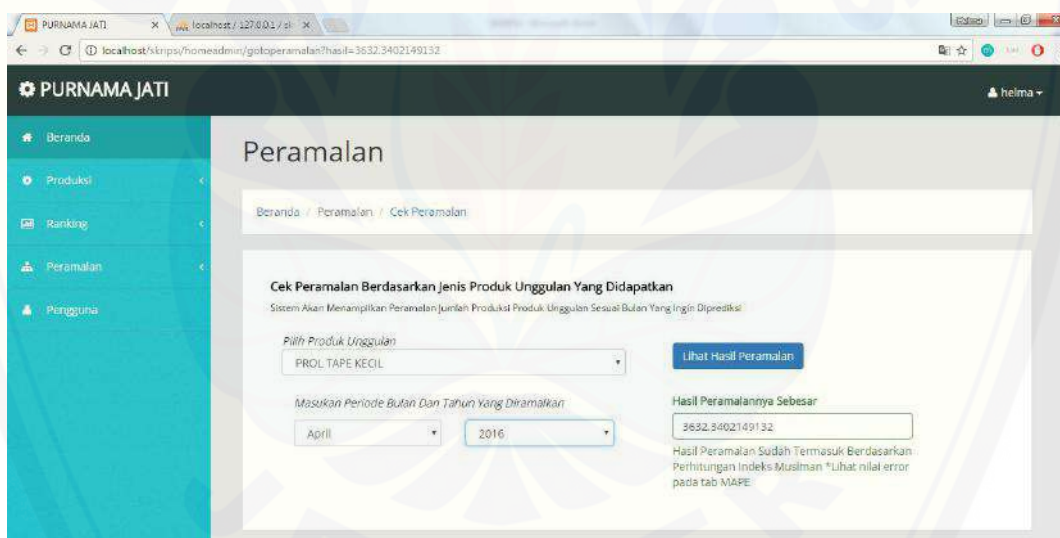 PURNAMA JATI
localhost / 127.0.0.1 / sk
localhost/skripsi/homeadmin/gotoperamalan?hasil=3632.3402149132
PURNAMA JATI
helma
Beranda
Produksi
Ranking
Peramalan
Pengguna
Peramalan
Beranda / Peramalan / Cek Peramalan
Cek Peramalan Berdasarkan Jenis Produk Unggulan Yang Didapatkan
Sistem Akan Menampilkan Peramalan Jumlah Produksi Produk Unggulan Sesuai Bulan Yang Ingin Diprediksi
Pilih Produk Unggulan
PROL TAPE KECIL
Lihat Hasil Peramalan
Masukan Periode Bulan Dan Tahun Yang Diramalkan
April
2016
Hasil Peramalannya Sebesar
3632.3402149132
Hasil Peramalan Sudah Termasuk Berdasarkan
Perhitungan Indeks Musiman *Lihat nilai error
pada tab MAPE